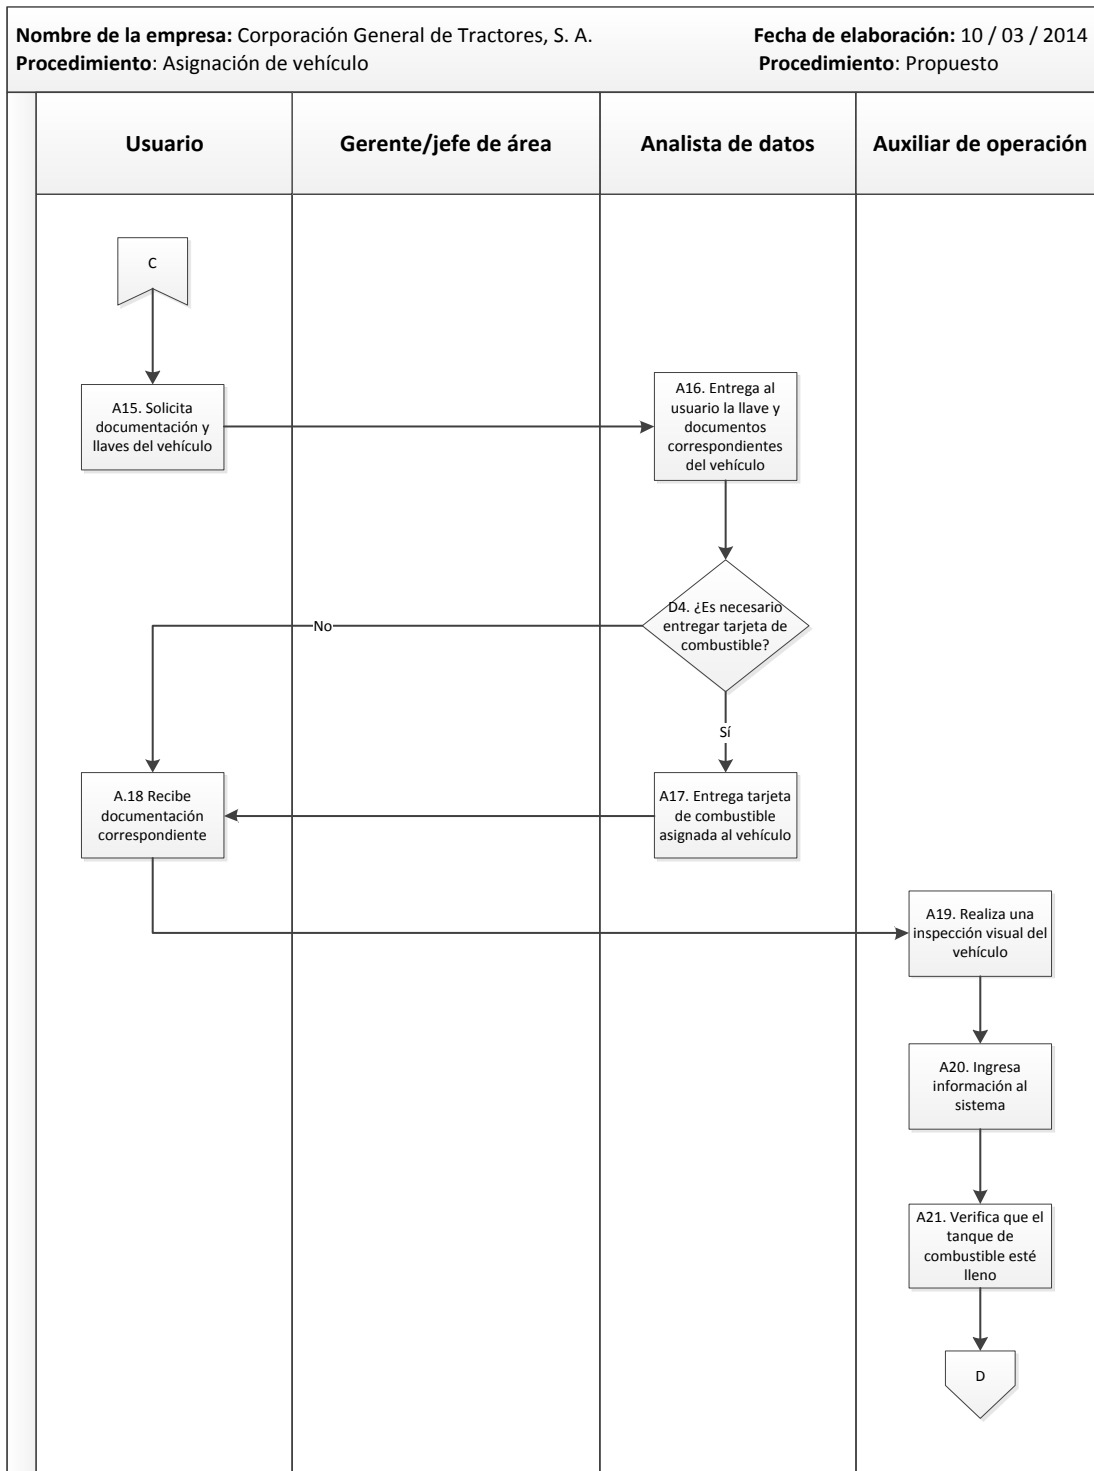 Nombre de la empresa: Corporación General de Tractores, S. A. Fecha de elaboración: 10 / 03 / 2014
Procedimiento: Asignación de vehículo Procedimiento: Propuesto
Usuario Gerente/jefe de área Analista de datos Auxiliar de operación
C
A15. Solicita
documentación y
llaves del vehículo
A16. Entrega al
usuario la llave y
documentos
correspondientes
del vehículo
D4. ¿Es necesario
entregar tarjeta de
combustible?
No
Sí
A17. Entrega tarjeta
de combustible
asignada al vehículo
A.18 Recibe
documentación
correspondiente
A19. Realiza una
inspección visual del
vehículo
A20. Ingresa
información al
sistema
A21. Verifica que el
tanque de
combustible esté
lleno
D